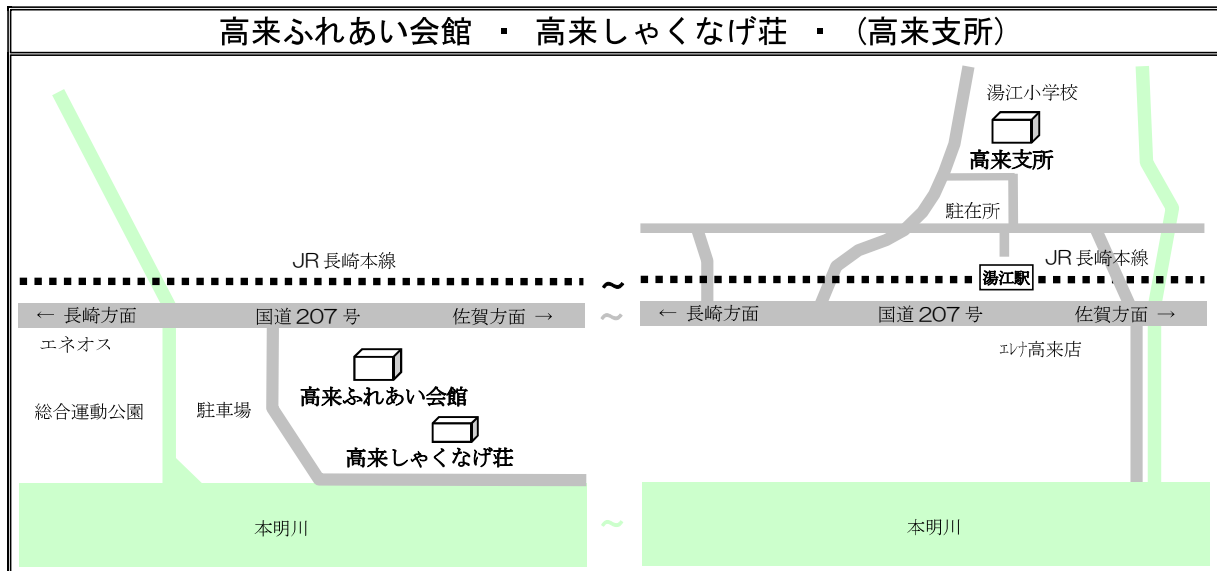 高来ふれあい会館 ・ 高来しゃくなげ荘 ・ (高来支所)
湯江小学校
高来支所
駐在所
JR 長崎本線
JR 長崎本線
湯江駅
～
← 長崎方面 国道 207 号 佐賀方面 →
～
← 長崎方面 国道 207 号 佐賀方面 →
エネオス
ｴﾚﾅ高来店
高来ふれあい会館
総合運動公園
駐車場
高来しゃくなげ荘
本明川
～
本明川